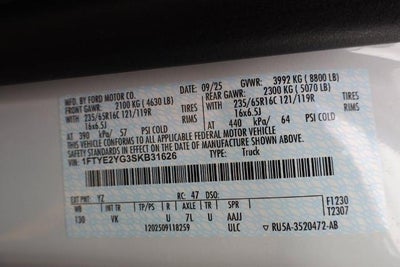 MFD. BY FORD MOTOR CO. 09/25 GVWR: 3992 KG ( 8800 LB)
FRONT GAWR: 2100 KG ( 4630 LB) REAR GAWR: 2300 KG ( 5070 LB)
235/65R16C 121/119R TIRES 235/65R16C 121/119R TIRES
16x6.5J RIMS 16x6.5J RIMS
AT 390 kPa/ 57 PSI COLD AT 440 kPa/ 64 PSI COLD
THIS VEHICLE CONFORMS TO ALL APPLICABLE FEDERAL MOTOR VEHICLE
SAFETY STANDARDS IN EFFECT ON THE DATE OF MANUFACTURE SHOWN ABOVE.
VIN: 1FTYE2YG3SKB31626 TYPE: Truck
EXT PNT: YZ RC: 47 DSO: F1230
WB INT TR TP/PS R AXLE TR SPR T2307
130 VK U 7L U AAJJ
1202509118259 ULC RU5A-3520472-AB